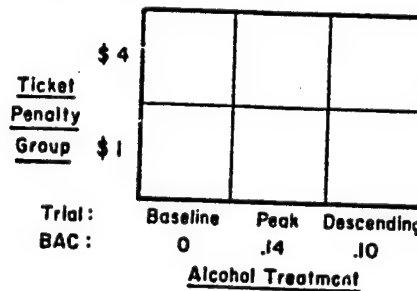 $ 4
Ticket
Penalty
Group
$ 1
Trial: Baseline Peak Descending
BAC: 0 .14 .10
Alcohol Treatment